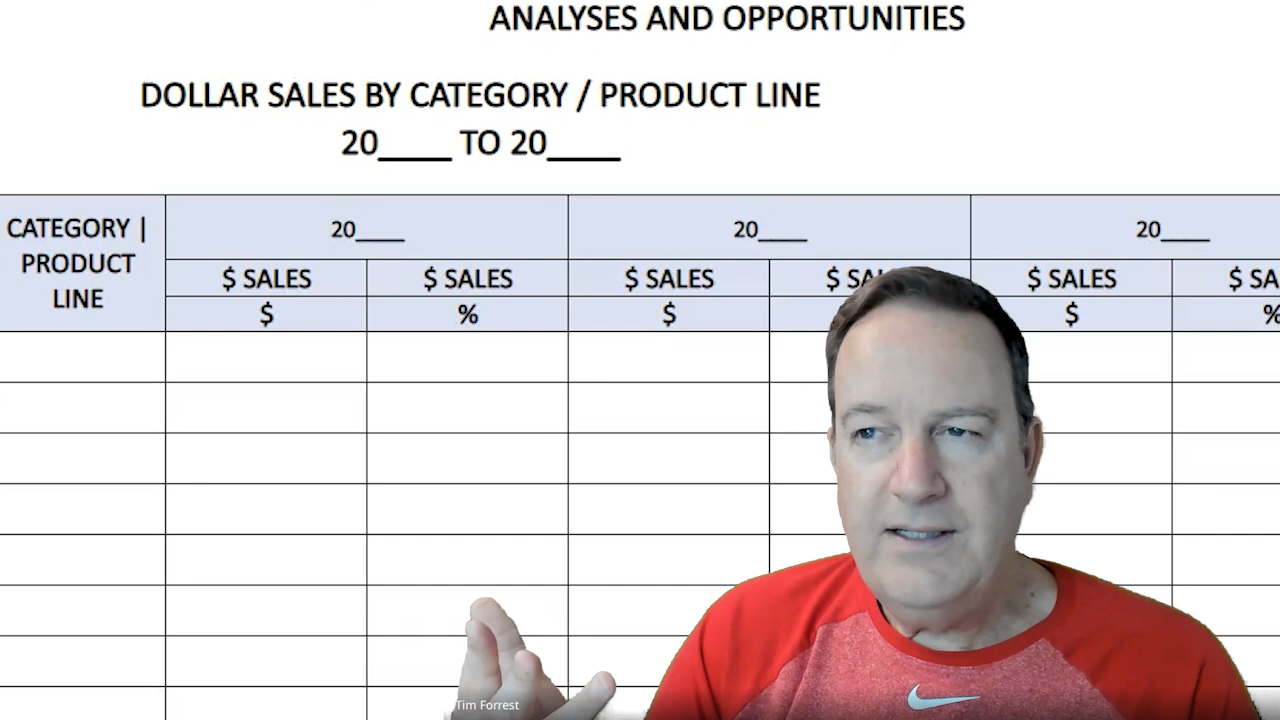 ANALYSES AND OPPORTUNITIES
DOLLAR SALES BY CATEGORY / PRODUCT LINE
20____ TO 20____
CATEGORY |
PRODUCT
LINE
20____ 20____ 20____
$ SALES $ SALES $ SALES $ $ SALES $
$ % $ $ %
Tim Forrest